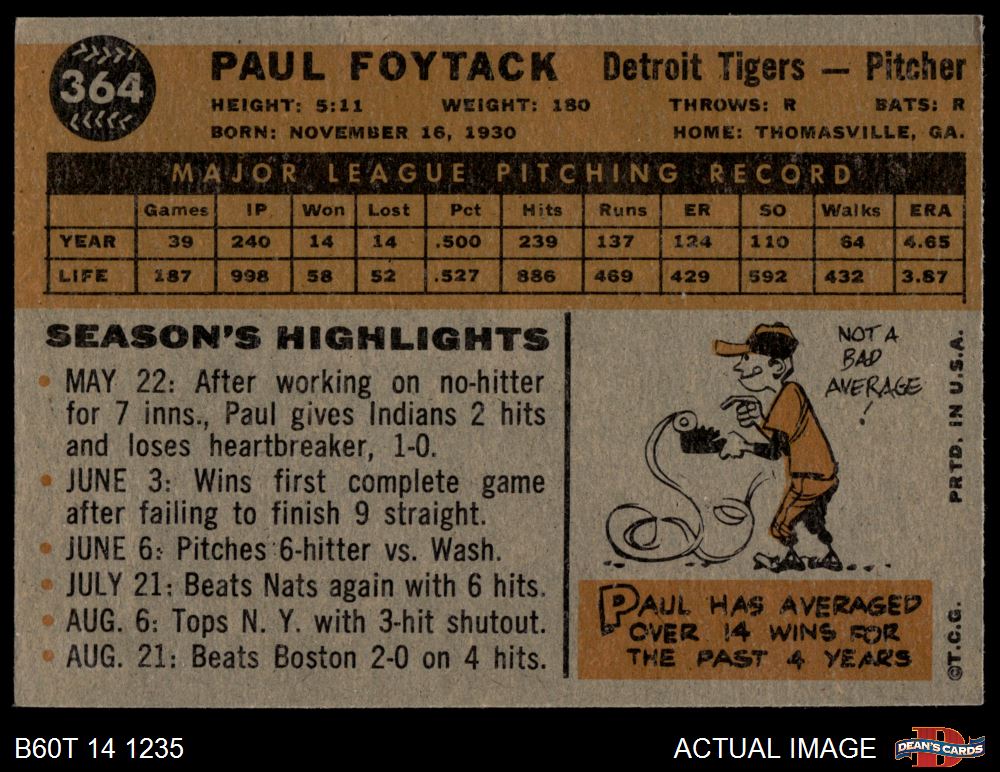 364
PAUL FOYTACK Detroit Tigers — Pitcher
HEIGHT: 5:11 WEIGHT: 180 THROWS: R BATS: R
BORN: NOVEMBER 16, 1930 HOME: THOMASVILLE, GA.
MAJOR LEAGUE PITCHING RECORD
Games IP Won Lost Pct Hits Runs ER SO Walks ERA
YEAR 39 240 14 14 .500 239 137 124 110 64 4.65
LIFE 187 998 58 52 .527 886 469 429 592 432 3.87
SEASON'S HIGHLIGHTS
• MAY 22: After working on no-hitter
for 7 inns., Paul gives Indians 2 hits
and loses heartbreaker, 1-0.
• JUNE 3: Wins first complete game
after failing to finish 9 straight.
• JUNE 6: Pitches 6-hitter vs. Wash.
• JULY 21: Beats Nats again with 6 hits.
• AUG. 6: Tops N. Y. with 3-hit shutout.
• AUG. 21: Beats Boston 2-0 on 4 hits.
NOT A
BAD
AVERAGE
!
PAUL HAS AVERAGED
OVER 14 WINS FOR
THE PAST 4 YEARS
PRTD. IN U.S.A.
©T.C.G.
B60T 14 1235
ACTUAL IMAGE
D
DEAN'S CARDS